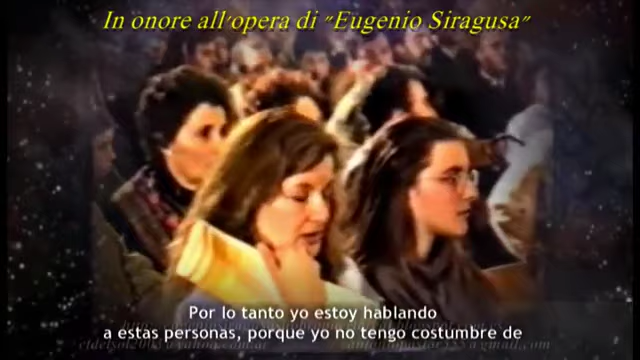 In onore all'opera di "Eugenio Siragusa"
Por lo tanto yo estoy hablando
a estas personas, porque yo no tengo costumbre de